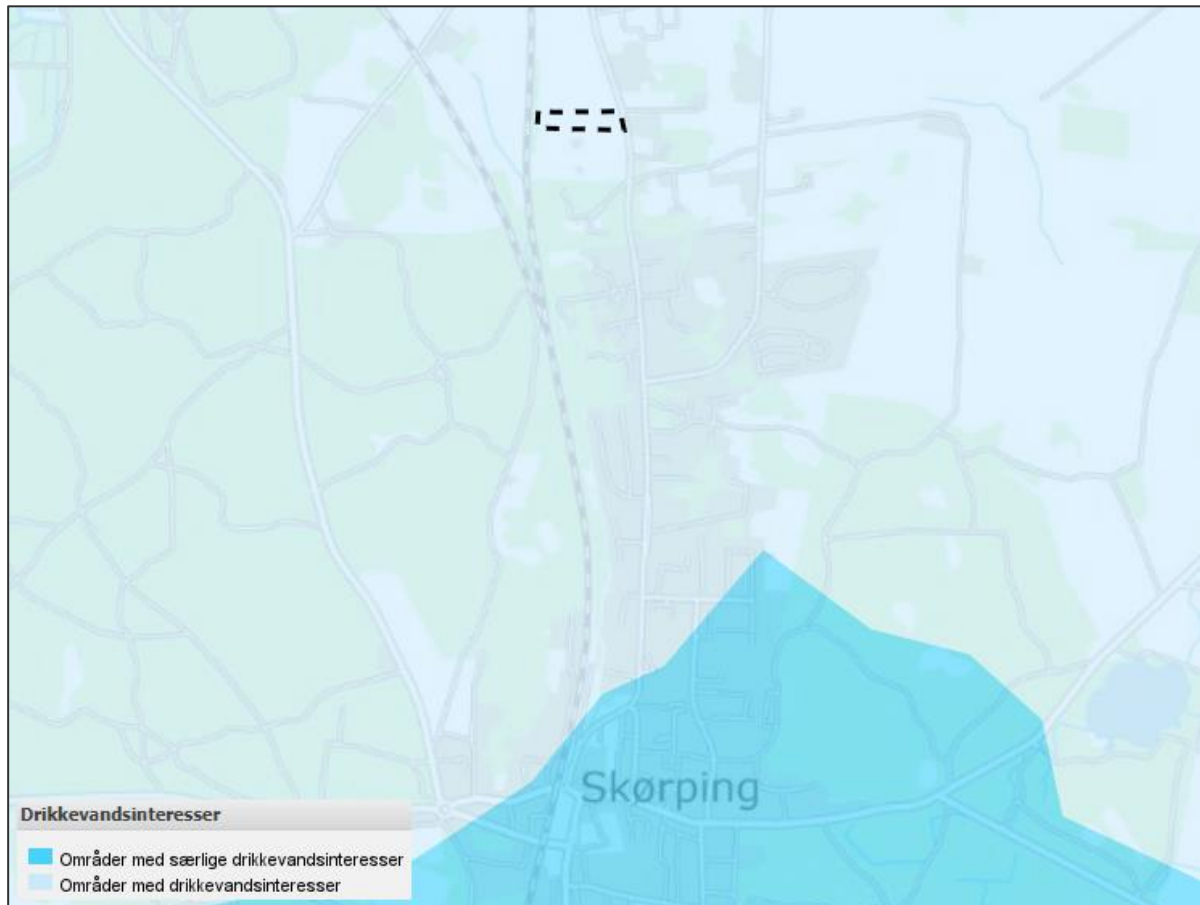 Skørping
Drikkevandsinteresser
Områder med særlige drikkevandsinteresser
Områder med drikkevandsinteresser